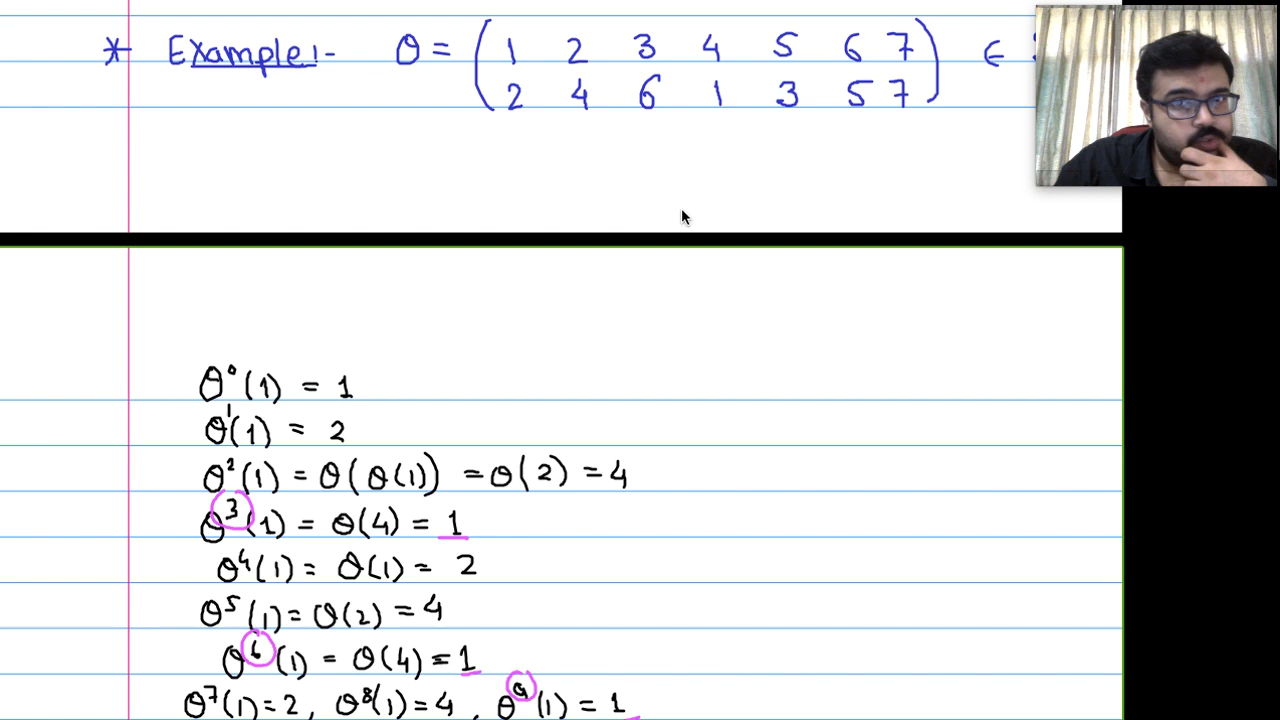 * Example:- θ = ( 1 2 3 4 5 6 7 ) ∈
2 4 6 1 3 5 7
θ⁰(1) = 1
θ¹(1) = 2
θ²(1) = θ(θ(1)) = θ(2) = 4
θ³(1) = θ(4) = 1
θ⁴(1) = θ(1) = 2
θ⁵(1) = θ(2) = 4
θ⁶(1) = θ(4) = 1
θ⁷(1) = 2, θ⁸(1) = 4, θ⁹(1) = 1